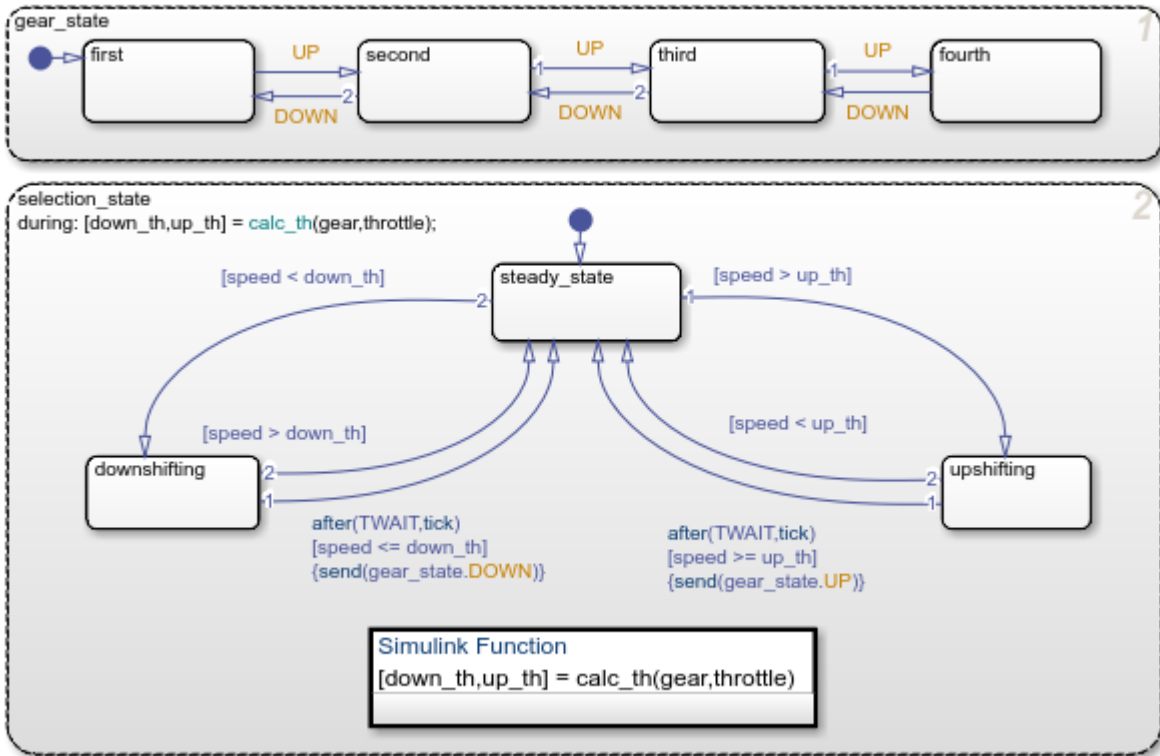 gear_state
1
first
UP
second
1
UP
third
1
UP
fourth
2
DOWN
2
DOWN
DOWN
selection_state
2
during: [down_th,up_th] = calc_th(gear,throttle);
[speed < down_th]
steady_state
[speed > up_th]
2
1
[speed > down_th]
[speed < up_th]
downshifting
2
1
upshifting
2
1
after(TWAIT,tick)
[speed <= down_th]
{send(gear_state.DOWN)}
after(TWAIT,tick)
[speed >= up_th]
{send(gear_state.UP)}
Simulink Function
[down_th,up_th] = calc_th(gear,throttle)